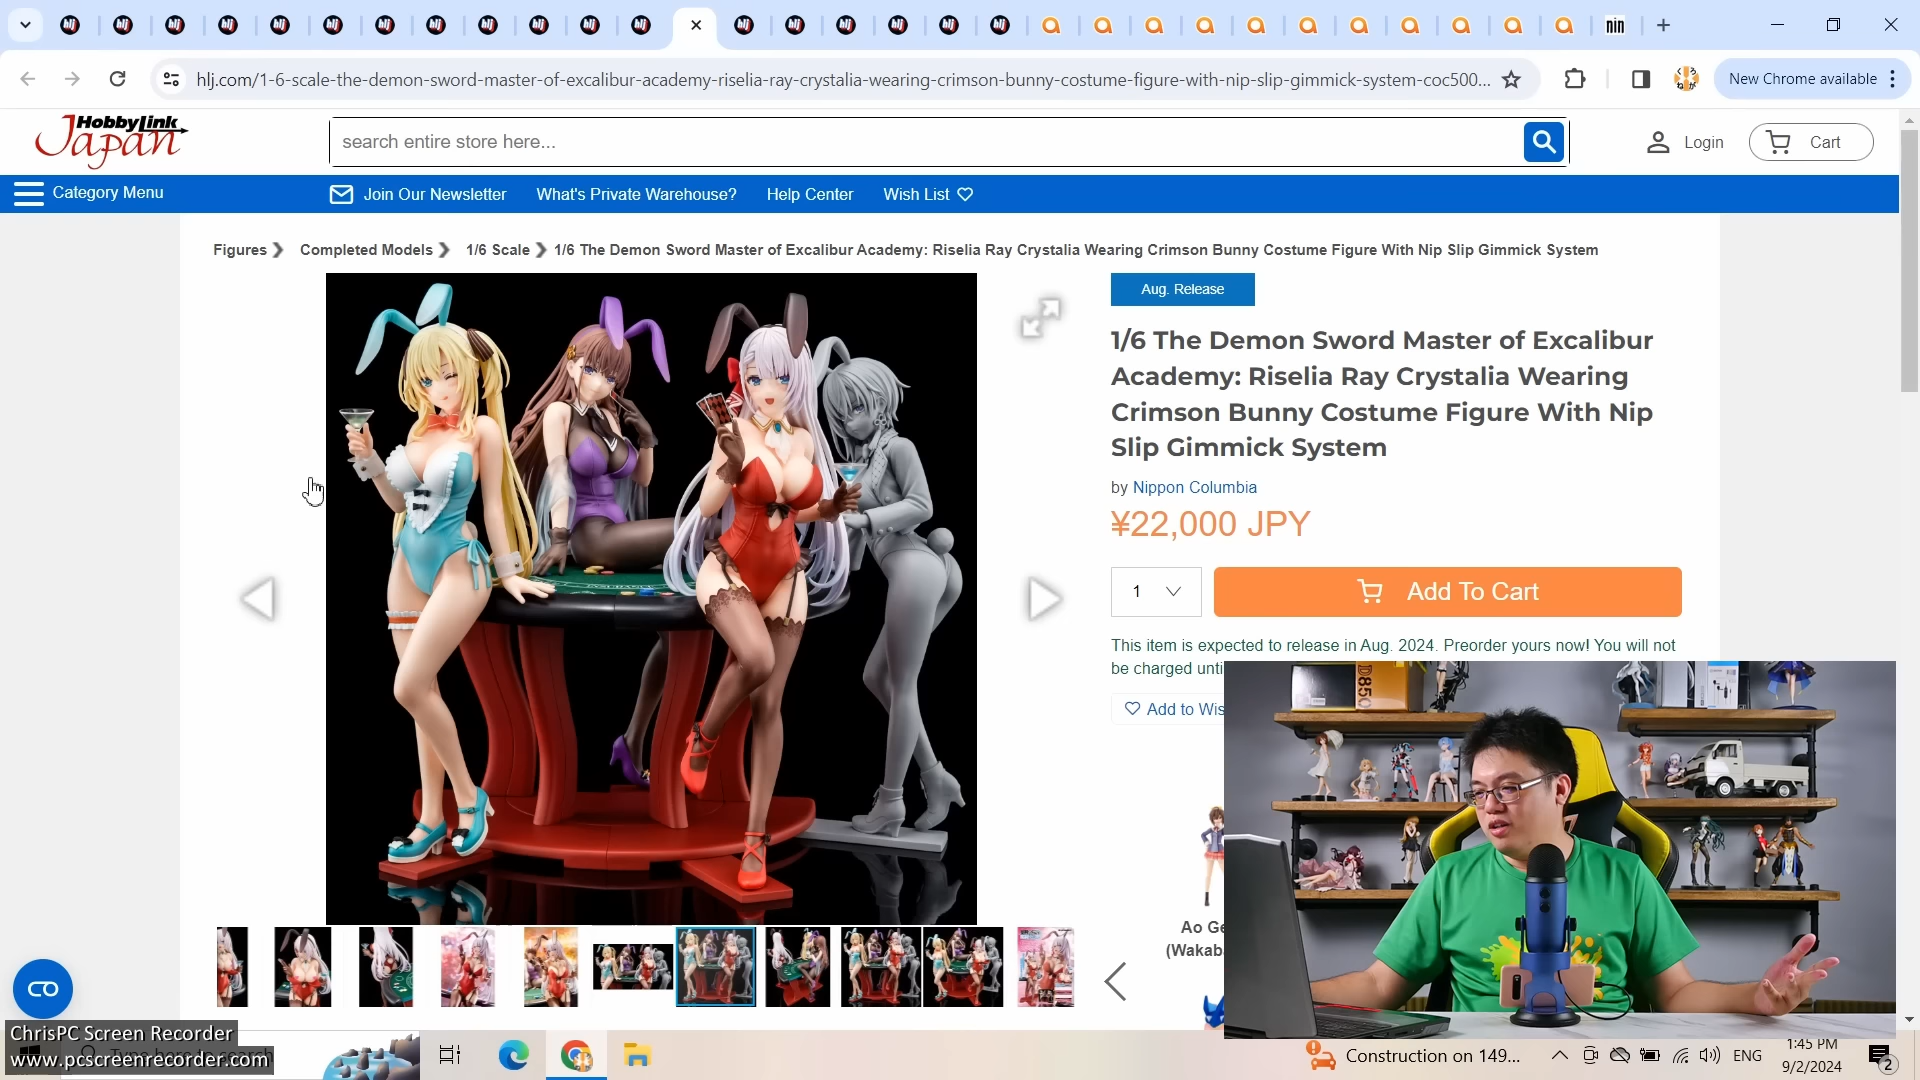 hlj.com/1-6-scale-the-demon-sword-master-of-excalibur-academy-riselia-ray-crystalia-wearing-crimson-bunny-costume-figure-with-nip-slip-gimmick-system-coc500...
New Chrome available
HobbyLink
Japan
search entire store here...
Login
Cart
Category Menu
Join Our Newsletter
What's Private Warehouse?
Help Center
Wish List
Figures
Completed Models
1/6 Scale
1/6 The Demon Sword Master of Excalibur Academy: Riselia Ray Crystalia Wearing Crimson Bunny Costume Figure With Nip Slip Gimmick System
Aug. Release
1/6 The Demon Sword Master of Excalibur
Academy: Riselia Ray Crystalia Wearing
Crimson Bunny Costume Figure With Nip
Slip Gimmick System
by Nippon Columbia
¥22,000 JPY
1
Add To Cart
This item is expected to release in Aug. 2024. Preorder yours now! You will not
be charged unti
Add to Wis
D850
Ao Ge
(Wakaba
ChrisPC Screen Recorder
www.pcscreenrecorder.com
Construction on 149...
ENG
1:45 PM
9/2/2024
2